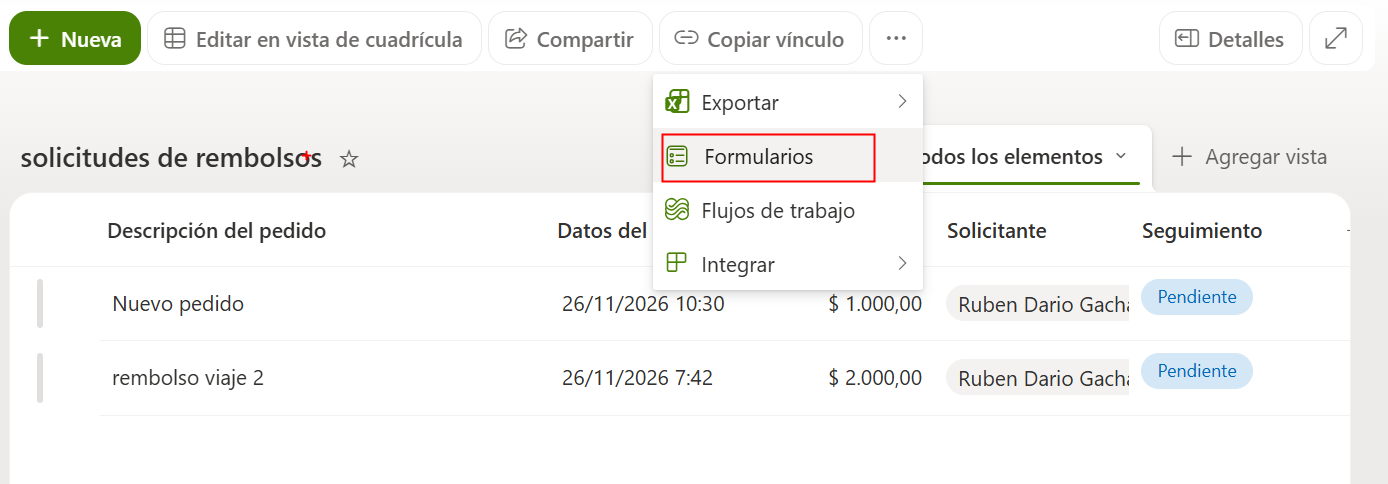 + Nueva
Editar en vista de cuadrícula
Compartir
Copiar vínculo
...
Detalles
Exportar
Formularios
Flujos de trabajo
Integrar
solicitudes de rembolsos
los elementos
+ Agregar vista
Descripción del pedido
Datos del
Solicitante
Seguimiento
Nuevo pedido
26/11/2026 10:30
$ 1.000,00
Ruben Dario Gacha
Pendiente
rembolso viaje 2
26/11/2026 7:42
$ 2.000,00
Ruben Dario Gacha
Pendiente